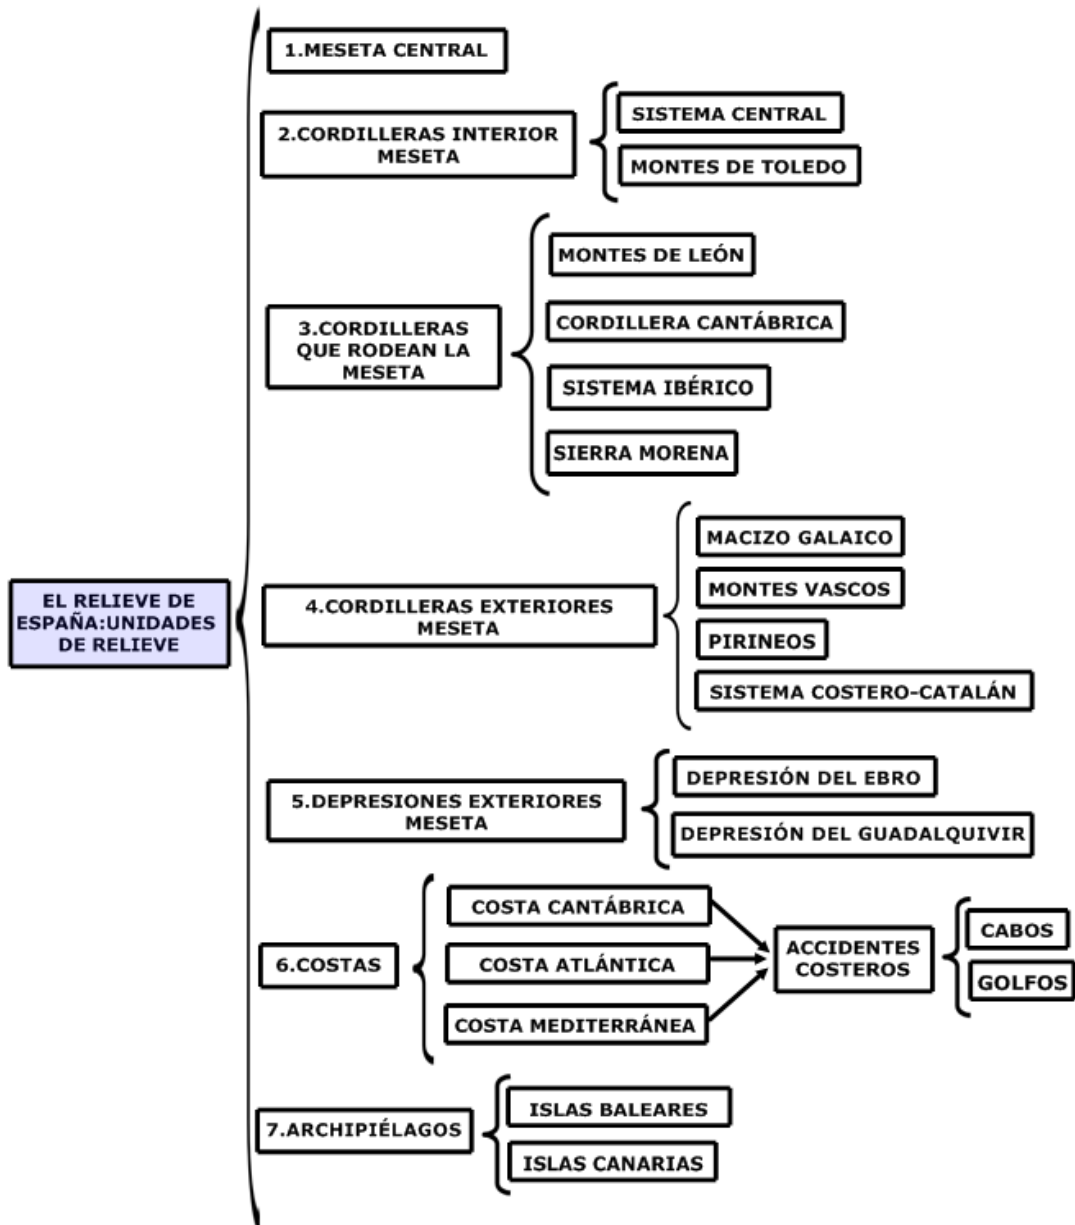 1.MESETA CENTRAL
2.CORDILLERAS INTERIOR
MESETA
SISTEMA CENTRAL
MONTES DE TOLEDO
3.CORDILLERAS
QUE RODEAN LA
MESETA
MONTES DE LEÓN
CORDILLERA CANTÁBRICA
SISTEMA IBÉRICO
SIERRA MORENA
EL RELIEVE DE
ESPAÑA:UNIDADES
DE RELIEVE
4.CORDILLERAS EXTERIORES
MESETA
MACIZO GALAICO
MONTES VASCOS
PIRINEOS
SISTEMA COSTERO-CATALÁN
5.DEPRESIONES EXTERIORES
MESETA
DEPRESIÓN DEL EBRO
DEPRESIÓN DEL GUADALQUIVIR
6.COSTAS
COSTA CANTÁBRICA
COSTA ATLÁNTICA
COSTA MEDITERRÁNEA
ACCIDENTES
COSTEROS
CABOS
GOLFOS
7.ARCHIPIÉLAGOS
ISLAS BALEARES
ISLAS CANARIAS